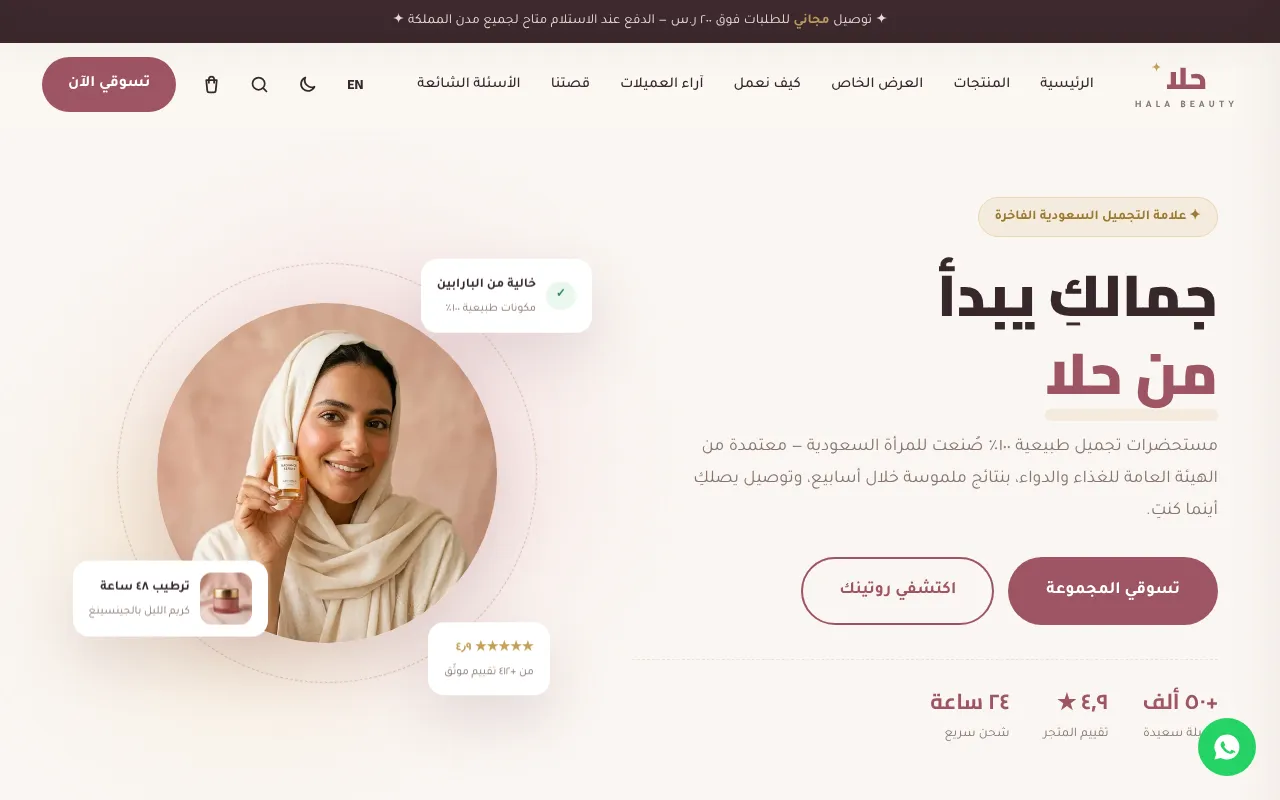 ✦ توصيل مجاني للطلبات فوق ٢٠٠ ر.س — الدفع عند الاستلام متاح لجميع مدن المملكة ✦
حلا
HALA BEAUTY
الرئيسية
المنتجات
العرض الخاص
كيف نعمل
آراء العميلات
قصتنا
الأسئلة الشائعة
EN
تسوقي الآن
✦ علامة التجميل السعودية الفاخرة
جمالكِ يبدأ
من حلا
مستحضرات تجميل طبيعية ١٠٠٪ صُنعت للمرأة السعودية — معتمدة من
الهيئة العامة للغذاء والدواء، بنتائج ملموسة خلال أسابيع، وتوصيل يصلكِ
أينما كنتِ.
تسوقي المجموعة
اكتشفي روتينك
+٥٠ ألف
سعيدة
٤,٩ ★
تقييم المتجر
٢٤ ساعة
شحن سريع
خالية من البارابين
✓
مكونات طبيعية ١٠٠٪
ترطيب ٤٨ ساعة
كريم الليل بالجينسينغ
★★★★★ ٤٫٩
من +٤١٢ تقييم موثّق